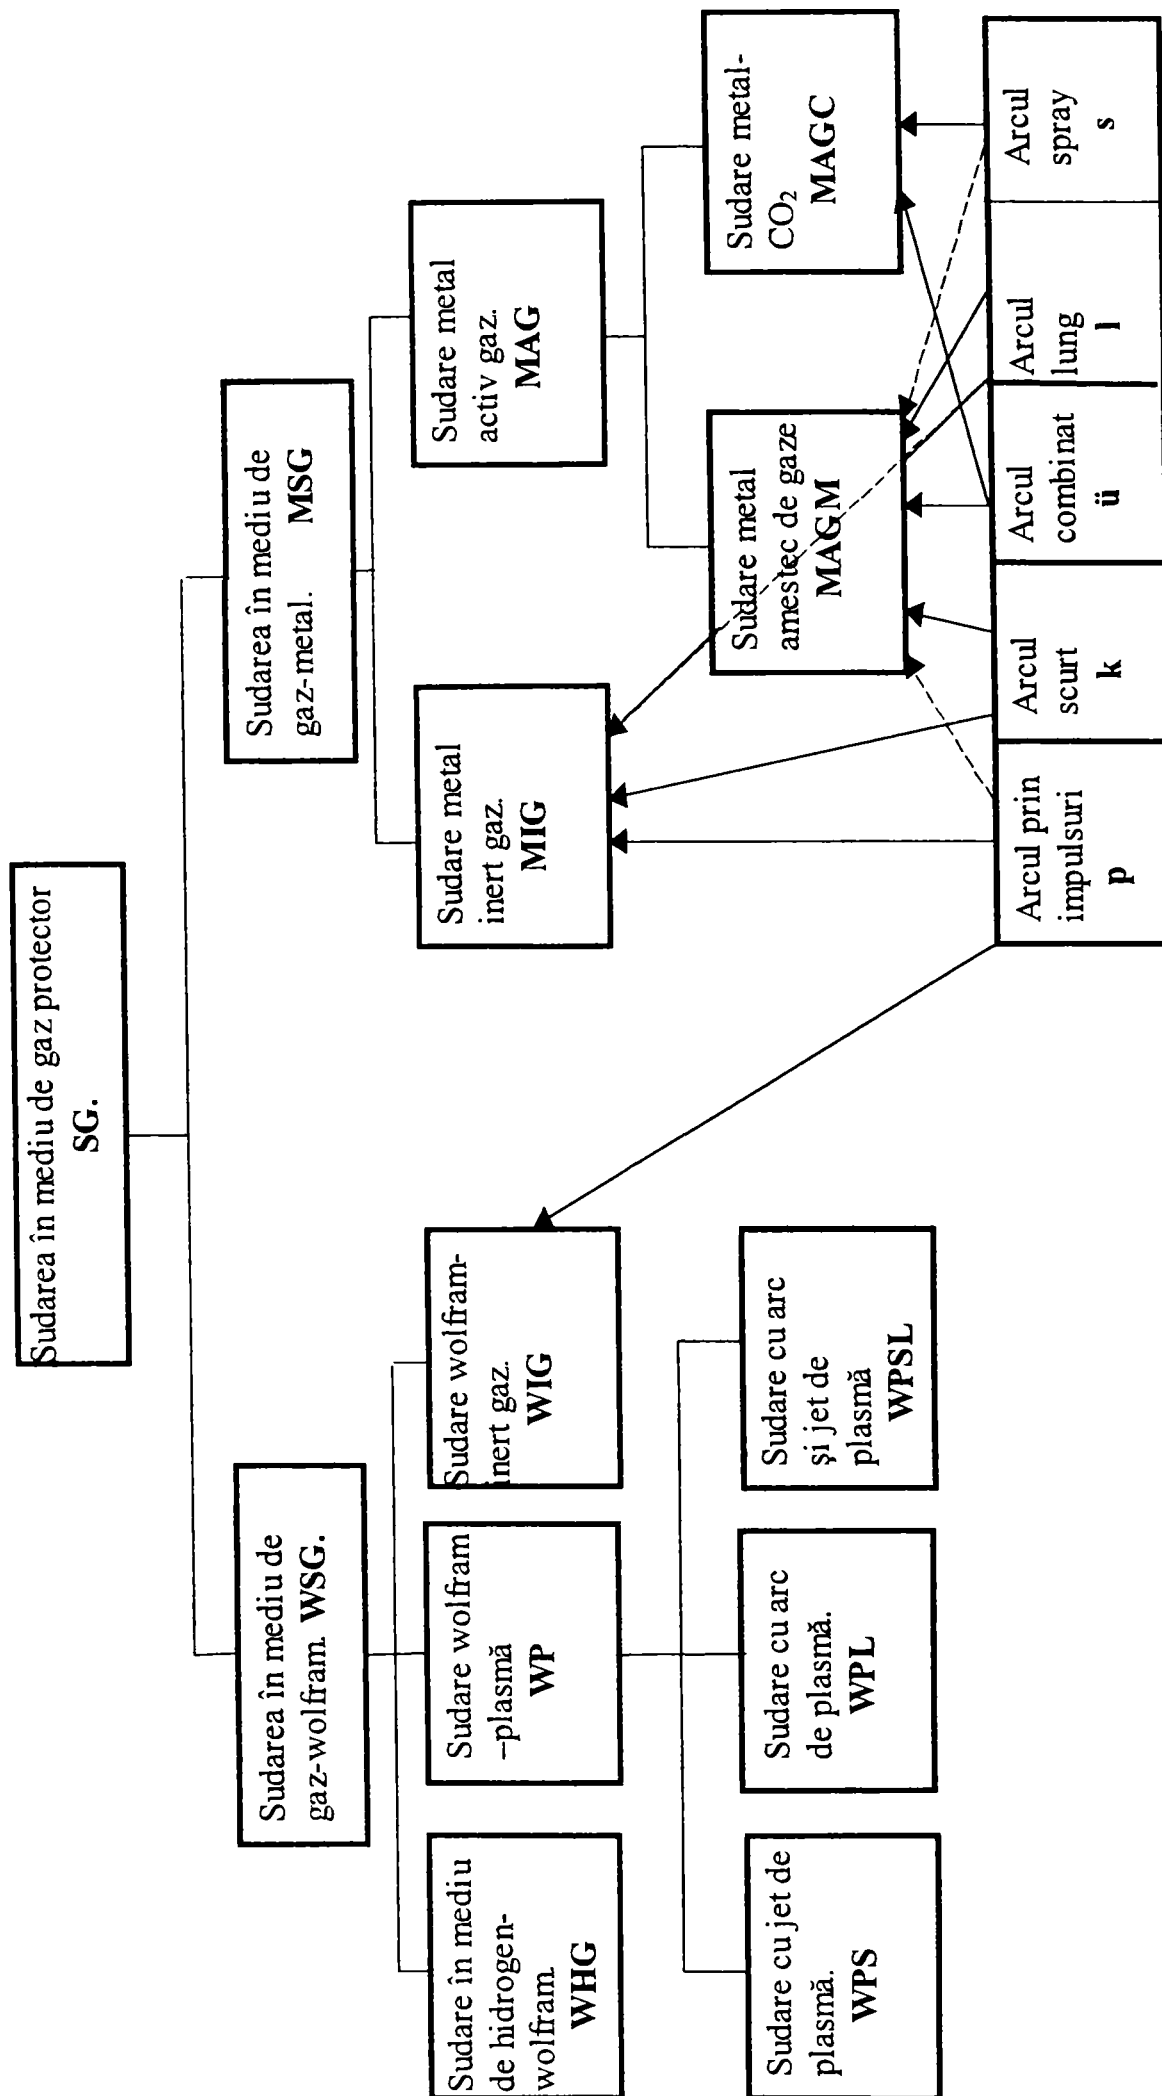 Sudarea în mediu de gaz protector
SG.
Sudarea în mediu de
gaz-wolfram. WSG.
Sudarea în mediu de
gaz-metal. MSG
Sudare în mediu
de hidrogen-
wolfram.
WHG
Sudare wolfram
–plasmă
WP
Sudare wolfram-
inert gaz.
WIG
Sudare metal
inert gaz.
MIG
Sudare metal
activ gaz.
MAG
Sudare cu jet de
plasmă.
WPS
Sudare cu arc
de plasmă.
WPL
Sudare cu arc
şi jet de
plasmă
WPSL
Sudare metal
amestec de gaze
MAGM
Sudare metal-
CO₂
MAGC
Arcul prin
impulsuri
p
Arcul
scurt
k
Arcul
combinat
ü
Arcul
lung
l
Arcul
spray
s